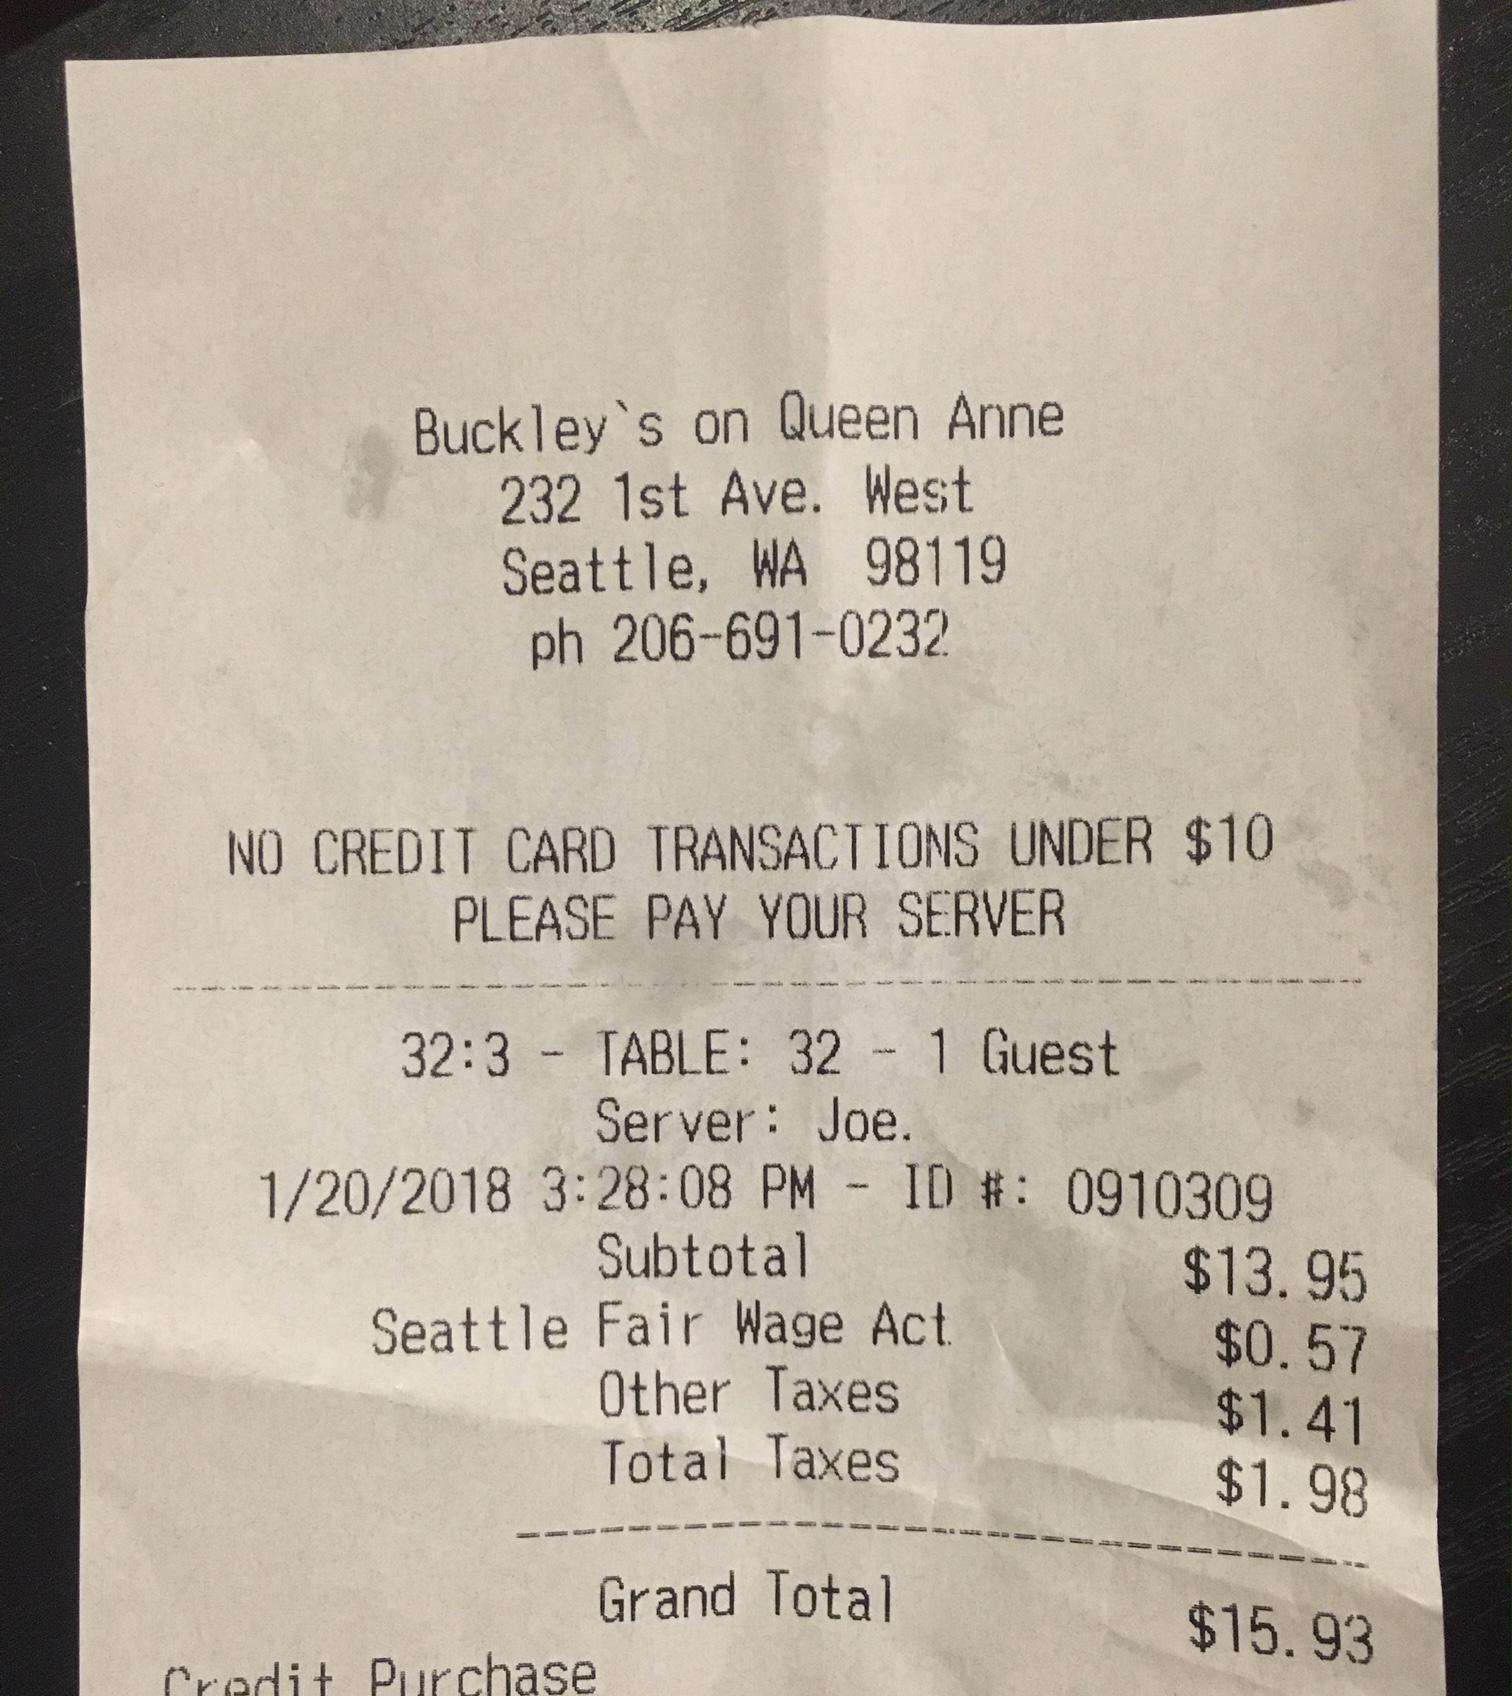 Buckley`s on Queen Anne
232 1st Ave. West
Seattle, WA 98119
ph 206-691-0232
NO CREDIT CARD TRANSACTIONS UNDER $10
PLEASE PAY YOUR SERVER
32:3 - TABLE: 32 - 1 Guest
Server: Joe.
1/20/2018 3:28:08 PM - ID #: 0910309
Subtotal $13.95
Seattle Fair Wage Act $0.57
Other Taxes $1.41
Total Taxes $1.98
Grand Total $15.93
Credit Purchase